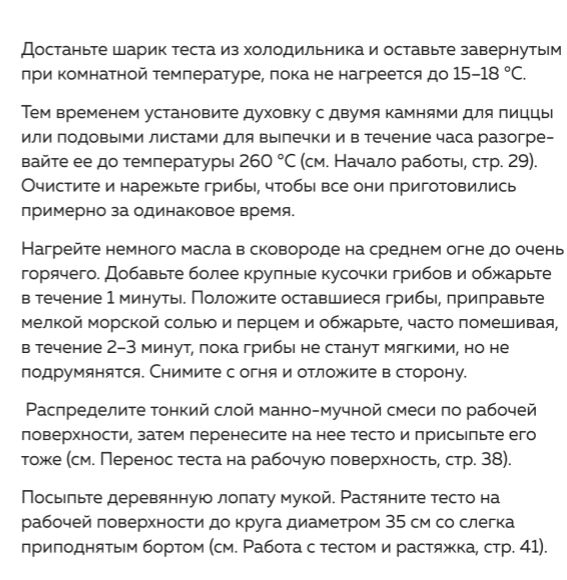 Достаньте шарик теста из холодильника и оставьте завернутым
при комнатной температуре, пока не нагреется до 15–18 °C.
Тем временем установите духовку с двумя камнями для пиццы
или подовыми листами для выпечки и в течение часа разогре-
вайте ее до температуры 260 °C (см. Начало работы, стр. 29).
Очистите и нарежьте грибы, чтобы все они приготовились
примерно за одинаковое время.
Нагрейте немного масла в сковороде на среднем огне до очень
горячего. Добавьте более крупные кусочки грибов и обжарьте
в течение 1 минуты. Положите оставшиеся грибы, приправьте
мелкой морской солью и перцем и обжарьте, часто помешивая,
в течение 2–3 минут, пока грибы не станут мягкими, но не
подрумянятся. Снимите с огня и отложите в сторону.
Распределите тонкий слой манно-мучной смеси по рабочей
поверхности, затем перенесите на нее тесто и присыпьте его
тоже (см. Перенос теста на рабочую поверхность, стр. 38).
Посыпьте деревянную лопату мукой. Растяните тесто на
рабочей поверхности до круга диаметром 35 см со слегка
приподнятым бортом (см. Работа с тестом и растяжка, стр. 41).